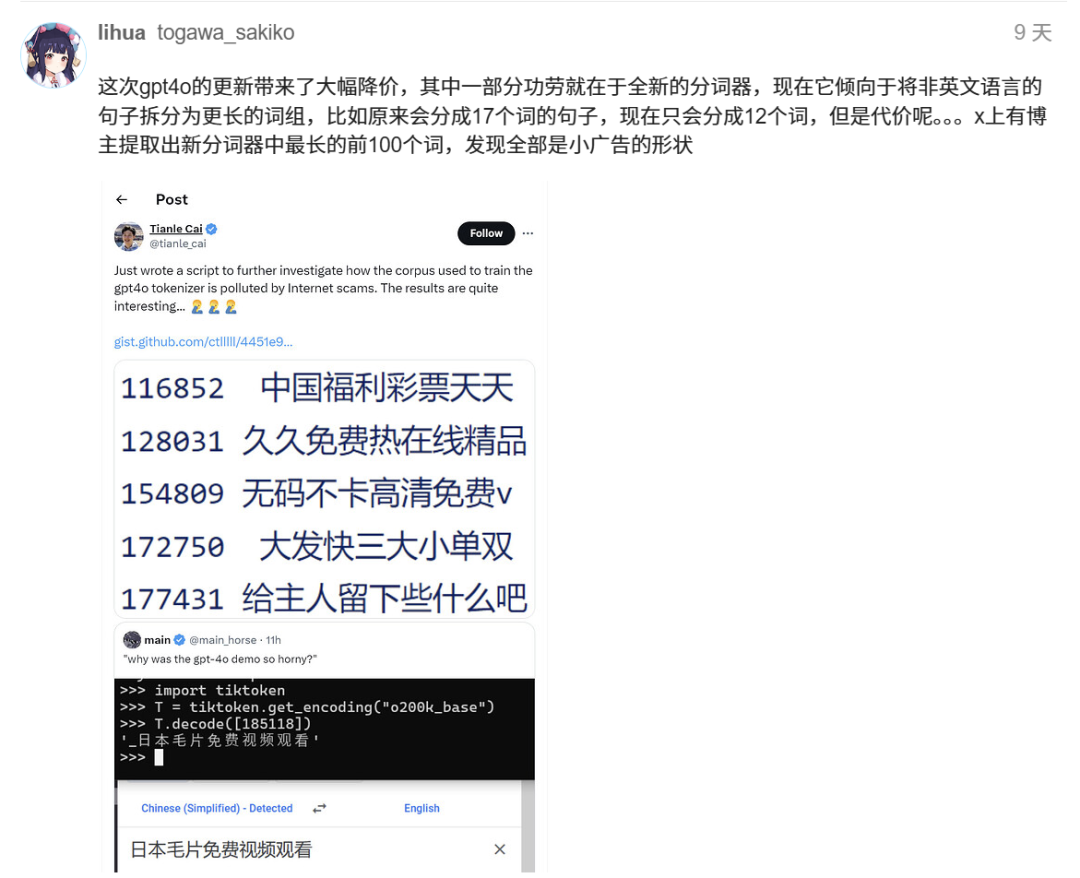 lihua togawa_sakiko 9 天
这次gpt4o的更新带来了大幅降价，其中一部分功劳就在于全新的分词器，现在它倾向于将非英文语言的
句子拆分为更长的词组，比如原来会分成17个词的句子，现在只会分成12个词，但是代价呢。。。x上有博
主提取出新分词器中最长的前100个词，发现全部是小广告的形状
← Post
Tianle Cai
@tianle_cai
Follow ...
Just wrote a script to further investigate how the corpus used to train the
gpt4o tokenizer is polluted by Internet scams. The results are quite
interesting... 🤦‍♂️🤦‍♂️🤦‍♂️
gist.github.com/ctlllll/4451e9...
116852 中国福利彩票天天
128031 久久免费热在线精品
154809 无码不卡高清免费v
172750 大发快三大小单双
177431 给主人留下些什么吧
main @main_horse · 11h
"why was the gpt-4o demo so horny?"
>>> import tiktoken
>>> T = tiktoken.get_encoding("o200k_base")
>>> T.decode([185118])
'_日本毛片免费视频观看'
>>>
Chinese (Simplified) - Detected English
日本毛片免费视频观看 ×